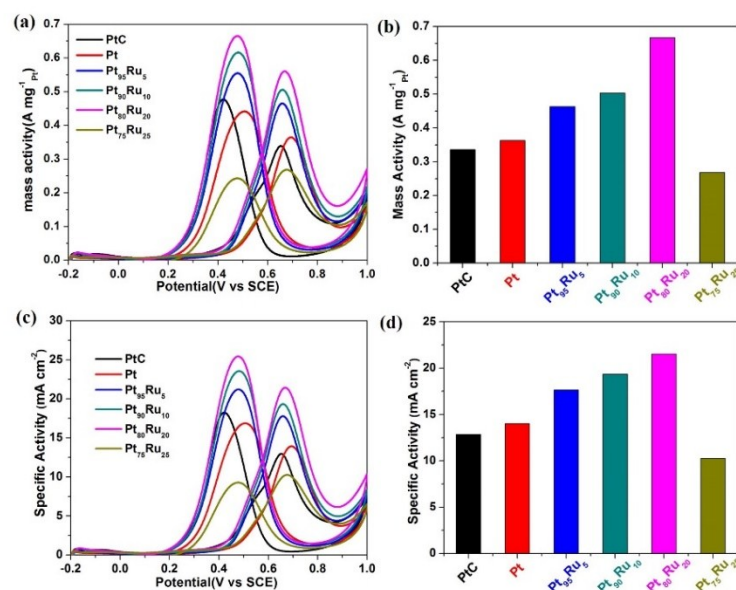 (a)
mass activity(A mg⁻¹Pt)
0.7
0.6
0.5
0.4
0.3
0.2
0.1
0.0
PtC
Pt
Pt₉₅Ru₅
Pt₉₀Ru₁₀
Pt₈₀Ru₂₀
Pt₇₅Ru₂₅
-0.2 0.0 0.2 0.4 0.6 0.8 1.0
Potential(V vs SCE)
(b)
Mass Activity (A mg⁻¹Pt)
0.7
0.6
0.5
0.4
0.3
0.2
0.1
0.0
PtC Pt Pt₉₅Ru₅ Pt₉₀Ru₁₀ Pt₈₀Ru₂₀ Pt₇₅Ru₂₅
(c)
Specific Activity (mA cm⁻²)
30
25
20
15
10
5
0
PtC
Pt
Pt₉₅Ru₅
Pt₉₀Ru₁₀
Pt₈₀Ru₂₀
Pt₇₅Ru₂₅
-0.2 0.0 0.2 0.4 0.6 0.8 1.0
Potential(V vs SCE)
(d)
Specific Activity (mA cm⁻²)
25
20
15
10
5
0
PtC Pt Pt₉₅Ru₅ Pt₉₀Ru₁₀ Pt₈₀Ru₂₀ Pt₇₅Ru₂₅